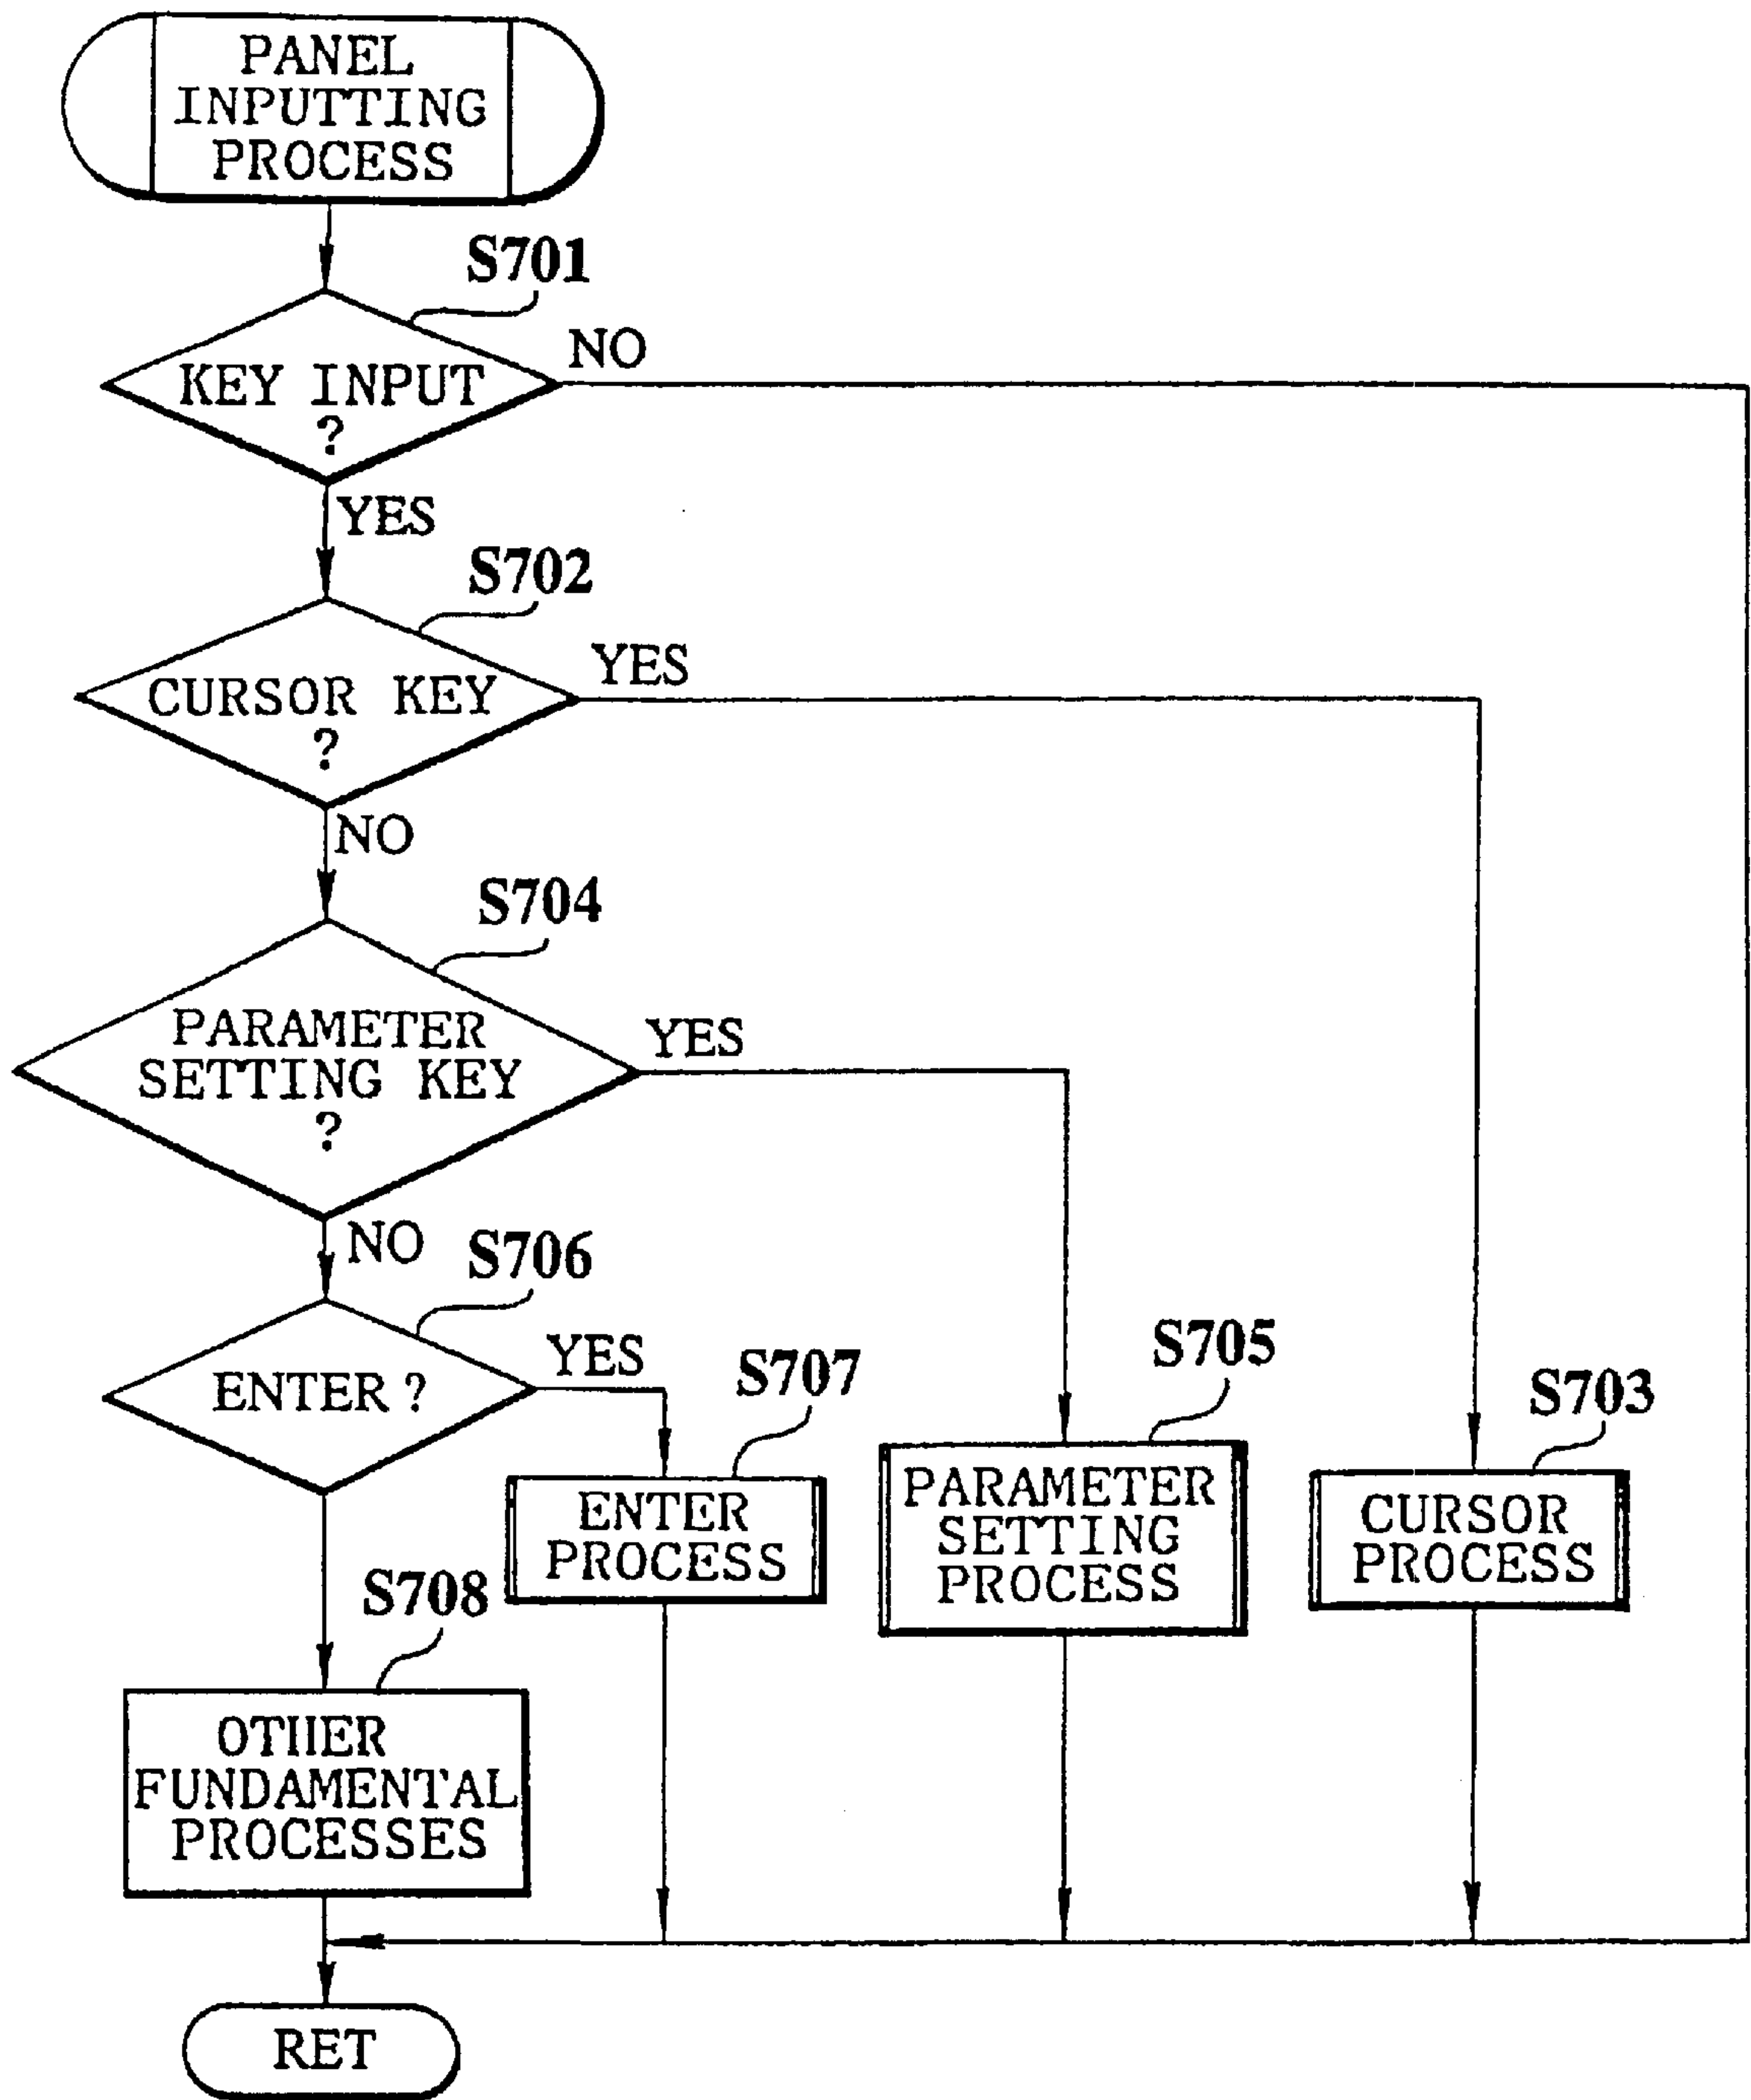 PANEL
INPUTTING
PROCESS
S701
KEY INPUT
?
NO
YES
S702
CURSOR KEY
?
YES
NO
S704
PARAMETER
SETTING KEY
?
YES
NO
S706
ENTER ?
YES
S707
ENTER
PROCESS
S705
PARAMETER
SETTING
PROCESS
S703
CURSOR
PROCESS
S708
OTHER
FUNDAMENTAL
PROCESSES
RET